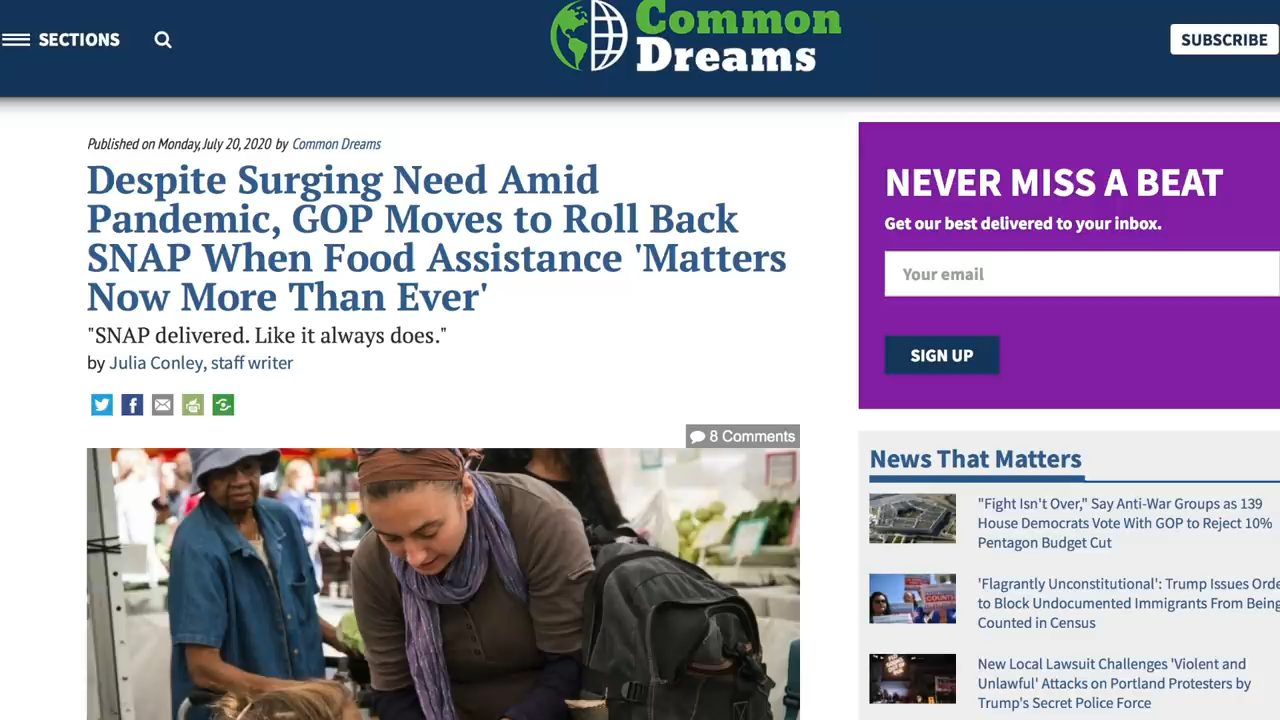 SECTIONS
Common
Dreams
SUBSCRIBE
Published on Monday, July 20, 2020 by Common Dreams
Despite Surging Need Amid
Pandemic, GOP Moves to Roll Back
SNAP When Food Assistance 'Matters
Now More Than Ever'
"SNAP delivered. Like it always does."
by Julia Conley, staff writer
8 Comments
NEVER MISS A BEAT
Get our best delivered to your inbox.
Your email
SIGN UP
News That Matters
"Fight Isn't Over," Say Anti-War Groups as 139
House Democrats Vote With GOP to Reject 10%
Pentagon Budget Cut
'Flagrantly Unconstitutional': Trump Issues Orde
to Block Undocumented Immigrants From Being
Counted in Census
New Local Lawsuit Challenges 'Violent and
Unlawful' Attacks on Portland Protesters by
Trump's Secret Police Force